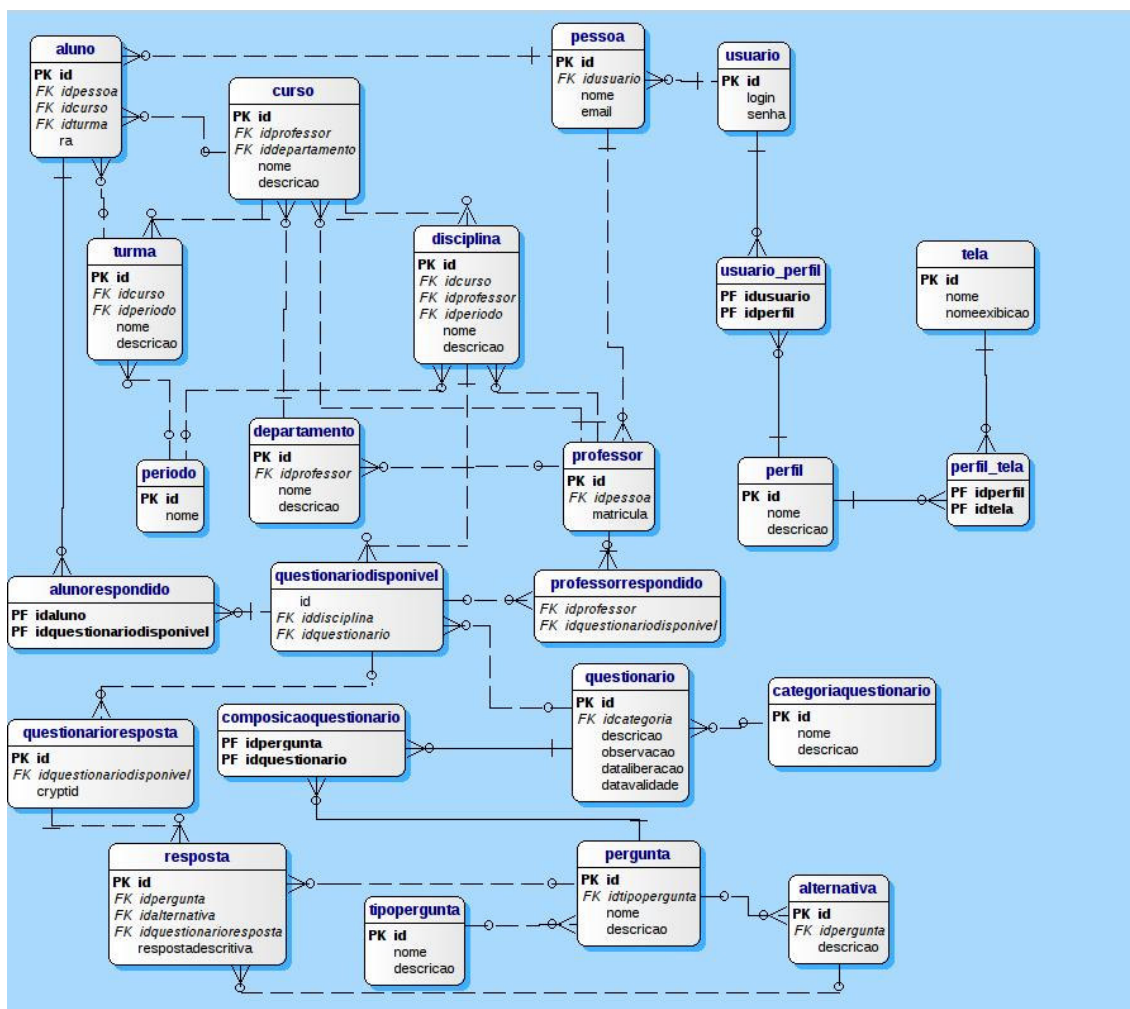 aluno
PK id
FK idpessoa
FK idcurso
FK idturma
ra
pessoa
PK id
FK idusuario
nome
email
usuario
PK id
login
senha
curso
PK id
FK idprofessor
FK iddepartamento
nome
descricao
turma
PK id
FK idcurso
FK idperiodo
nome
descricao
disciplina
PK id
FK idcurso
FK idprofessor
FK idperiodo
nome
descricao
usuario_perfil
PF idusuario
PF idperfil
tela
PK id
nome
nomeexibicao
departamento
PK id
FK idprofessor
nome
descricao
periodo
PK id
nome
professor
PK id
FK idpessoa
matricula
perfil
PK id
nome
descricao
perfil_tela
PF idperfil
PF idtela
alunorespondido
PF idaluno
PF idquestionariodisponivel
questionariodisponivel
id
FK iddisciplina
FK idquestionario
professorrespondido
FK idprofessor
FK idquestionariodisponivel
questionario
PK id
FK idcategoria
descricao
observacao
dataliberacao
datavalidade
categoriaquestionario
PK id
nome
descricao
composicaoquestionario
PF idpergunta
PF idquestionario
questionarioresposta
PK id
FK idquestionariodisponivel
cryptid
resposta
PK id
FK idpergunta
FK idalternativa
FK idquestionarioresposta
respostadescritiva
tipopergunta
PK id
nome
descricao
pergunta
PK id
FK idtipopergunta
nome
descricao
alternativa
PK id
FK idpergunta
descricao